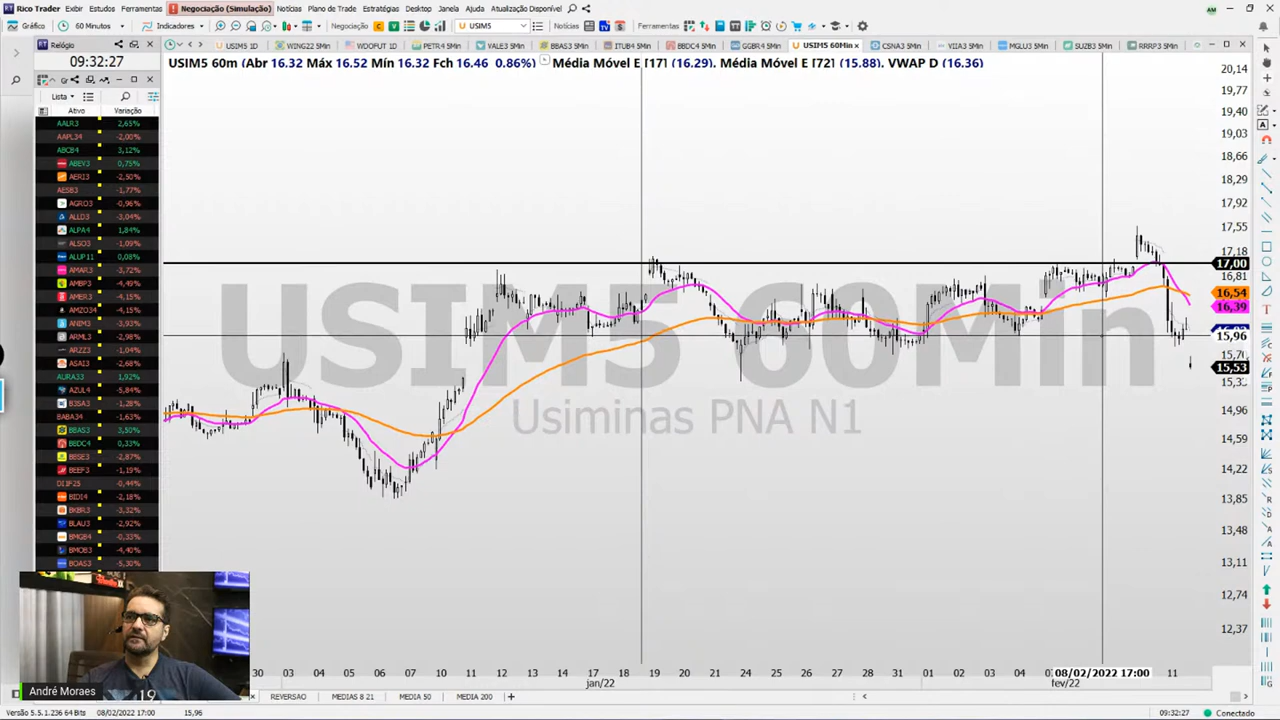 Rico Trader Exibir Estudos Ferramentas Negociação (Simulação) Notícias Plano de Trade Estratégias Desktop Janela Ajuda Atualização Disponível AM
60 Minutos Indicadores Negociação C V USIM5 Notícias Ferramentas
Relógio USIM5 1D WING22 5Min WDOFUT 1D PETR4 5Min VALE3 5Min BBAS3 5Min ITUB4 5Min BBDC4 5Min GGBR4 5Min USIM5 60Min CSNA3 5Min VIIA3 5Min MGLU3 5Min SUZB3 5Min RRRP3 5Min
09:32:27
USIM5 60m (Abr 16.32 Máx 16.52 Mín 16.32 Fch 16.46 0.86%) Média Móvel E [17] (16.29). Média Móvel E [72] (15.88). VWAP D (16.36)
Gr
Lista
Ativo Variação
AALR3 2,65%
AAPL34 -2,00%
ABCB4 3,12%
ABEV3 0,75%
AERI3 -2,50%
AESB3 -1,77%
AGRO3 -0,96%
ALLD3 -3,04%
ALPA4 1,84%
ALSO3 -1,09%
ALUP11 0,08%
AMAR3 -3,72%
AMBP3 -4,49%
AMER3 -4,15%
AMZO34 -4,15%
ANIM3 -3,93%
ARML3 -2,98%
ARZZ3 -1,04%
ASAI3 -2,68%
AURA33 1,92%
AZUL4 -5,84%
B3SA3 -1,28%
BABA34 -1,63%
BBAS3 3,50%
BBDC4 0,33%
BBSE3 -2,87%
BEEF3 -1,19%
DI1F25 -0,44%
BIDI4 -2,18%
BKBR3 -3,32%
BLAU3 -2,92%
BMGB4 -0,33%
BMOB3 -4,40%
BOAS3 -5,30%
20,14
19,77
19,40
19,03
18,66
18,29
17,92
17,55
17,00
16,81
16,54
16,39
15,96
15,70
15,53
14,96
14,59
14,22
13,85
13,48
13,11
12,74
12,37
30 03 04 05 06 07 10 11 12 13 14 17 18 19 20 21 24 25 26 27 28 31 01 02 03 04 08/02/2022 17:00 11
jan/22 fev/22
André Moraes
REVERSAO MEDIAS 8 21 MEDIA 50 MEDIA 200
Versão 5.5.1.236 64 Bits 08/02/2022 17:00 15,96 09:32:27 Conectado